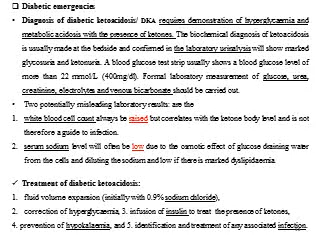 ❑ Diabetic emergencies
• Diagnosis of diabetic ketoacidosis/ DKA requires demonstration of hyperglycaemia and
metabolic acidosis with the presence of ketones. The biochemical diagnosis of ketoacidosis
is usually made at the bedside and confirmed in the laboratory urinalysis will show marked
glycosuria and ketonuria. A blood glucose test strip usually shows a blood glucose level of
more than 22 mmol/L (400mg/dl). Formal laboratory measurement of glucose, urea,
creatinine, electrolytes and venous bicarbonate should be carried out.
• Two potentially misleading laboratory results: are the
1. white blood cell count always be raised but correlates with the ketone body level and is not
therefore a guide to infection.
2. serum sodium level will often be low due to the osmotic effect of glucose draining water
from the cells and diluting the sodium and low if there is marked dyslipidaemia.
✓ Treatment of diabetic ketoacidosis:
1. fluid volume expansion (initially with 0.9% sodium chloride),
2. correction of hyperglycaemia, 3. infusion of insulin to treat the presence of ketones,
4. prevention of hypokalaemia, and 5. identification and treatment of any associated infection.